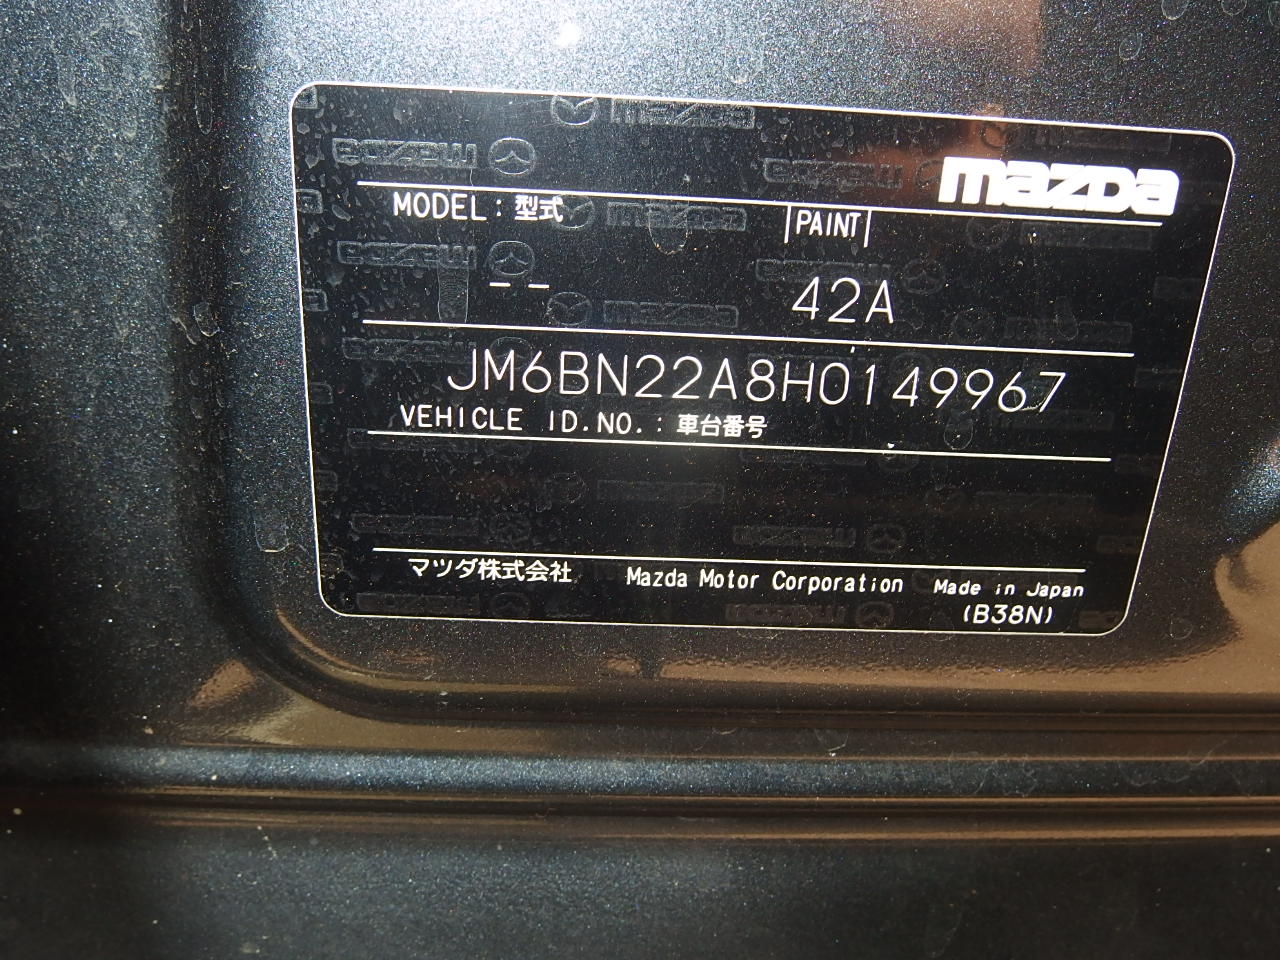 mazda
MODEL：型式
PAINT
-- 42A
JM6BN22A8H0149967
VEHICLE ID.NO.：車台番号
マツダ株式会社 Mazda Motor Corporation Made in Japan
(B38N)